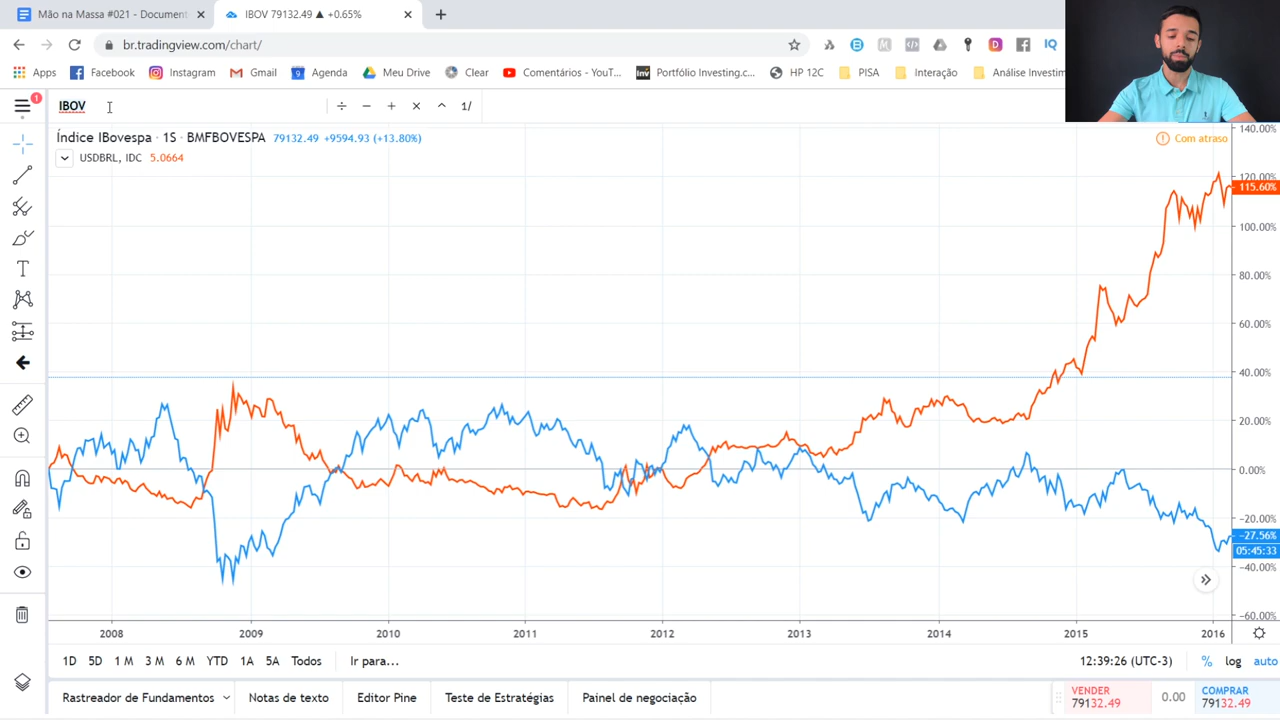 Mão na Massa #021 - Document
IBOV 79132.49 ▲ +0.65%
br.tradingview.com/chart/
Apps Facebook Instagram Gmail Agenda Meu Drive Clear Comentários - YouT... Portfólio Investing.c... HP 12C PISA Interação Análise Investim
IBOV ÷ − + × ^ 1/
1
Índice IBovespa · 1S · BMFBOVESPA 79132.49 +9594.93 (+13.80%)
Com atraso
USDBRL, IDC 5.0664
140.00%
120.00%
115.60%
100.00%
80.00%
60.00%
40.00%
20.00%
0.00%
−20.00%
−27.56%
05:45:33
−40.00%
−60.00%
2008 2009 2010 2011 2012 2013 2014 2015 2016
1D 5D 1 M 3 M 6 M YTD 1A 5A Todos Ir para... 12:39:26 (UTC-3) % log auto
Rastreador de Fundamentos Notas de texto Editor Pine Teste de Estratégias Painel de negociação
VENDER 0.00 COMPRAR
79132.49 79132.49